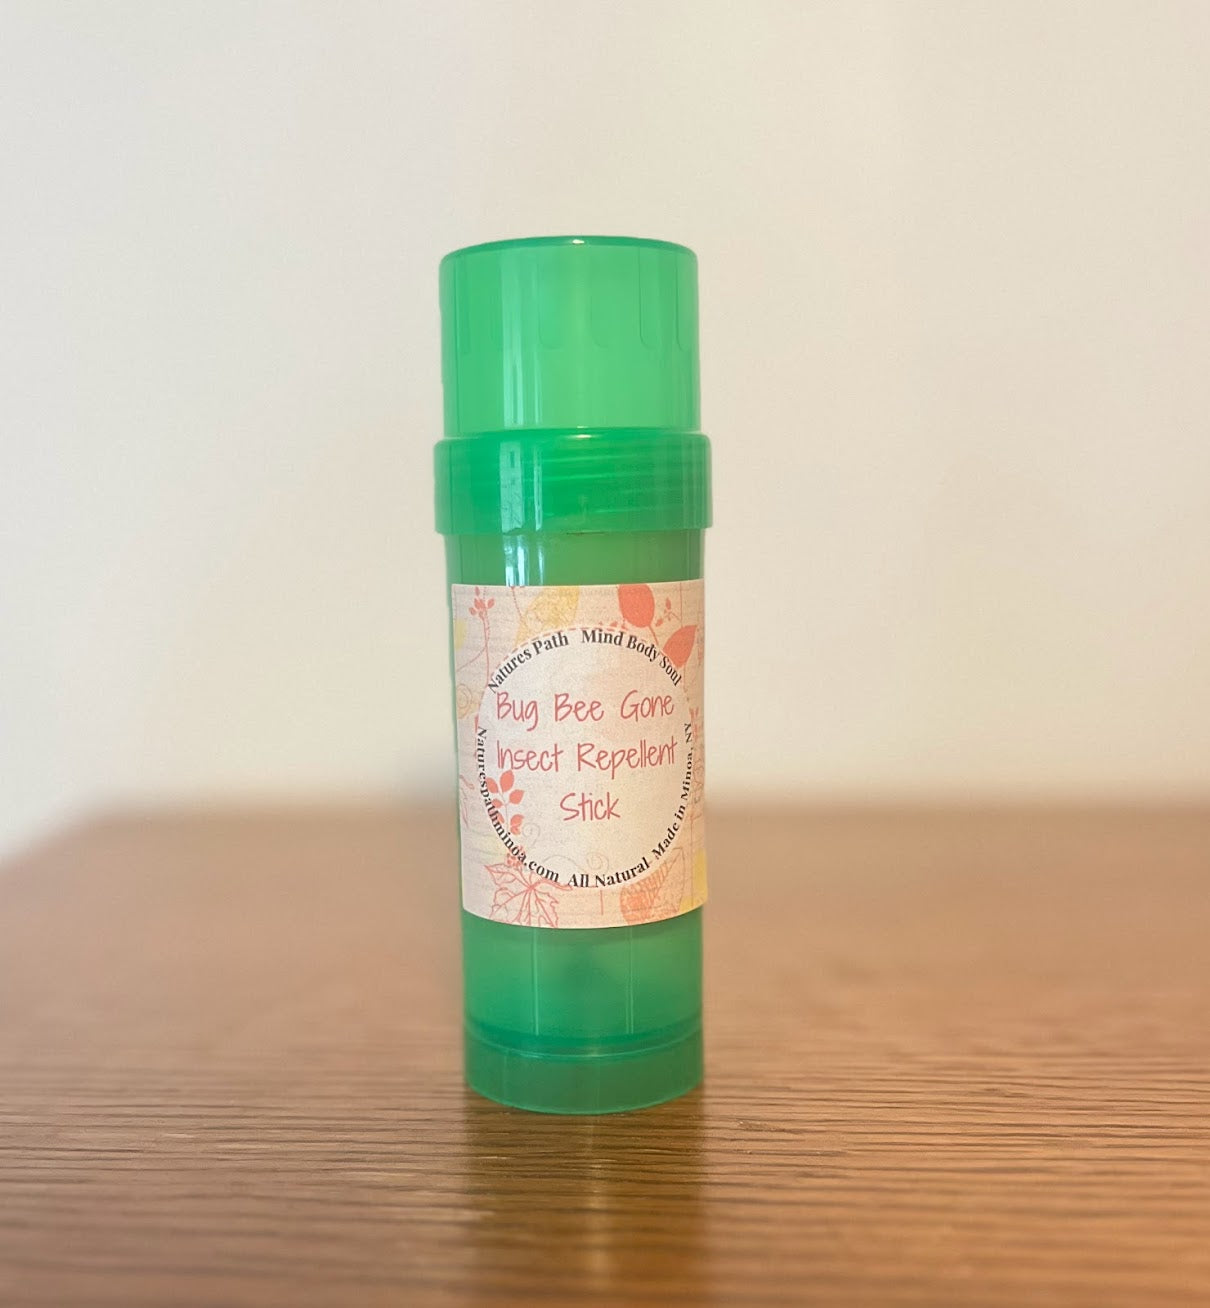 Natures Path Mind Body Soul
Bug Bee Gone
Insect Repellent
Stick
Naturespathminoa.com All Natural Made in Minoa, NY